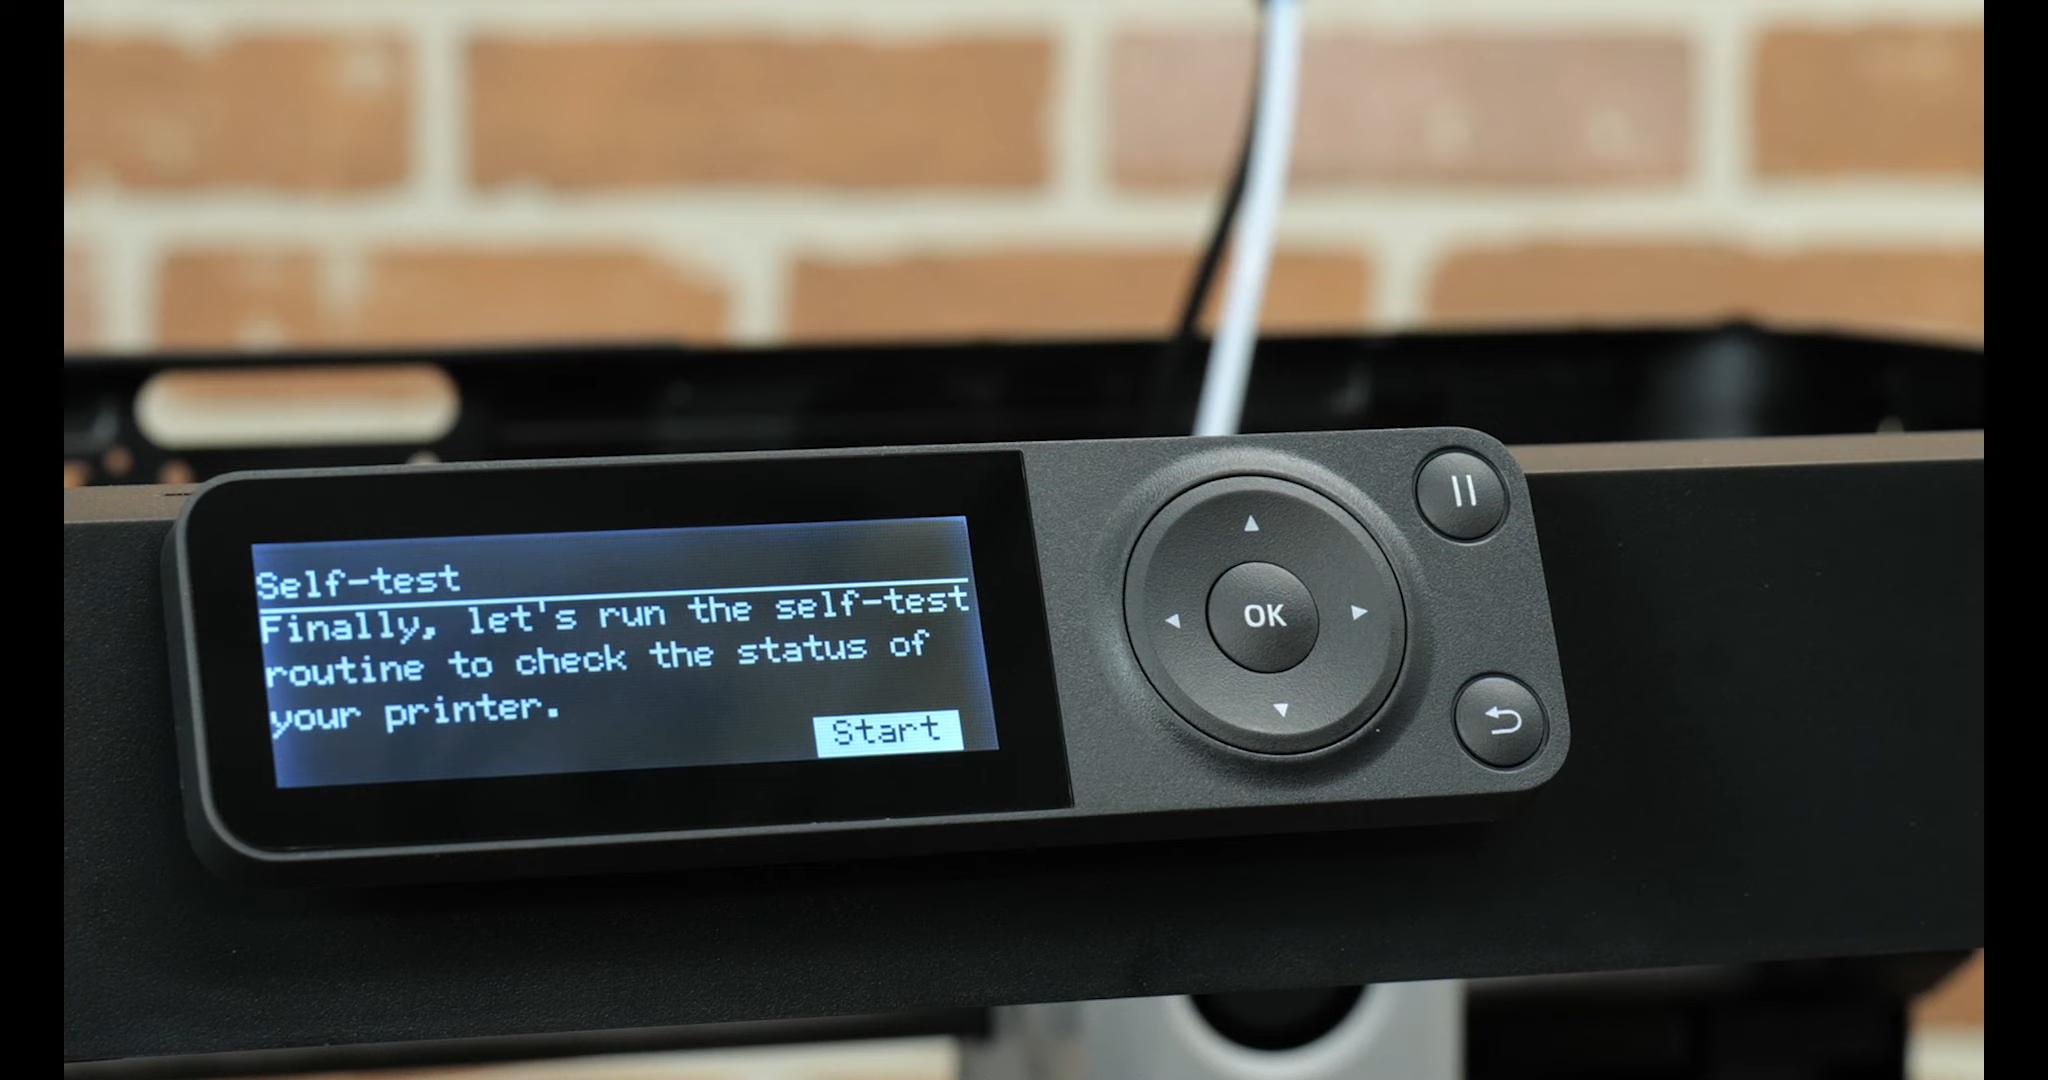 Self-test
Finally, let's run the self-test
routine to check the status of
your printer.
Start
OK